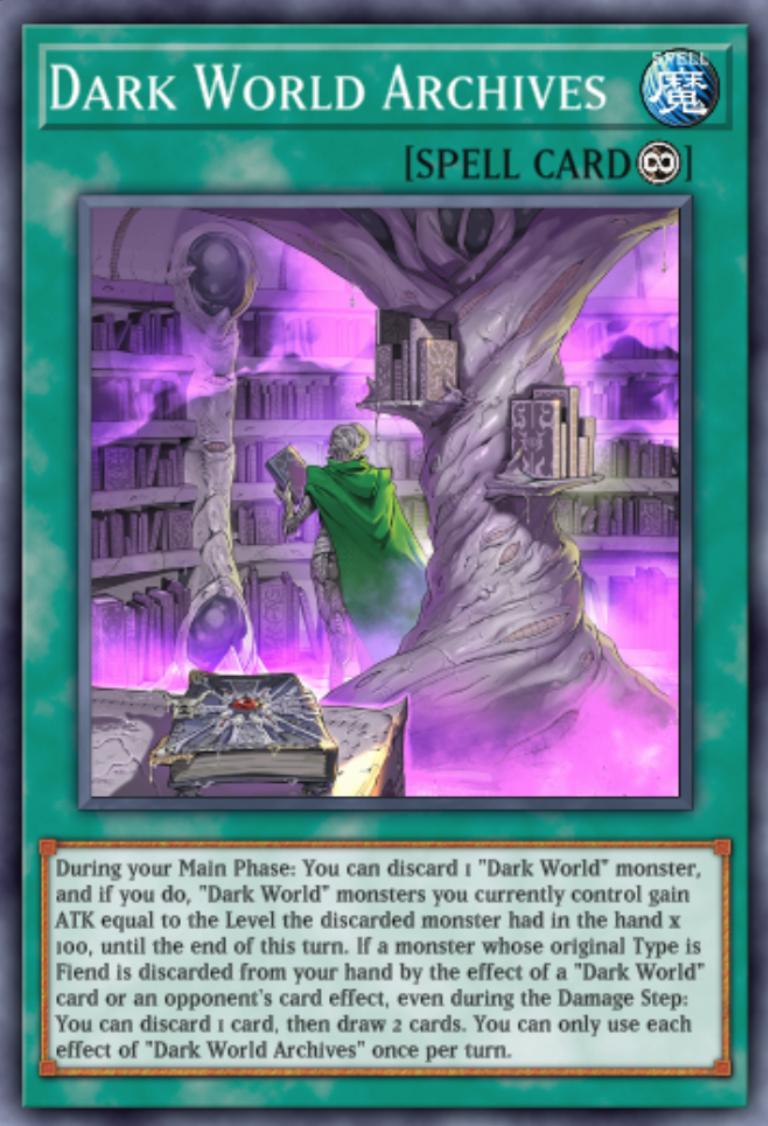 DARK WORLD ARCHIVES
SPELL
魔
[SPELL CARD]
During your Main Phase: You can discard 1 "Dark World" monster,
and if you do, "Dark World" monsters you currently control gain
ATK equal to the Level the discarded monster had in the hand x
100, until the end of this turn. If a monster whose original Type is
Fiend is discarded from your hand by the effect of a "Dark World"
card or an opponent's card effect, even during the Damage Step:
You can discard 1 card, then draw 2 cards. You can only use each
effect of "Dark World Archives" once per turn.